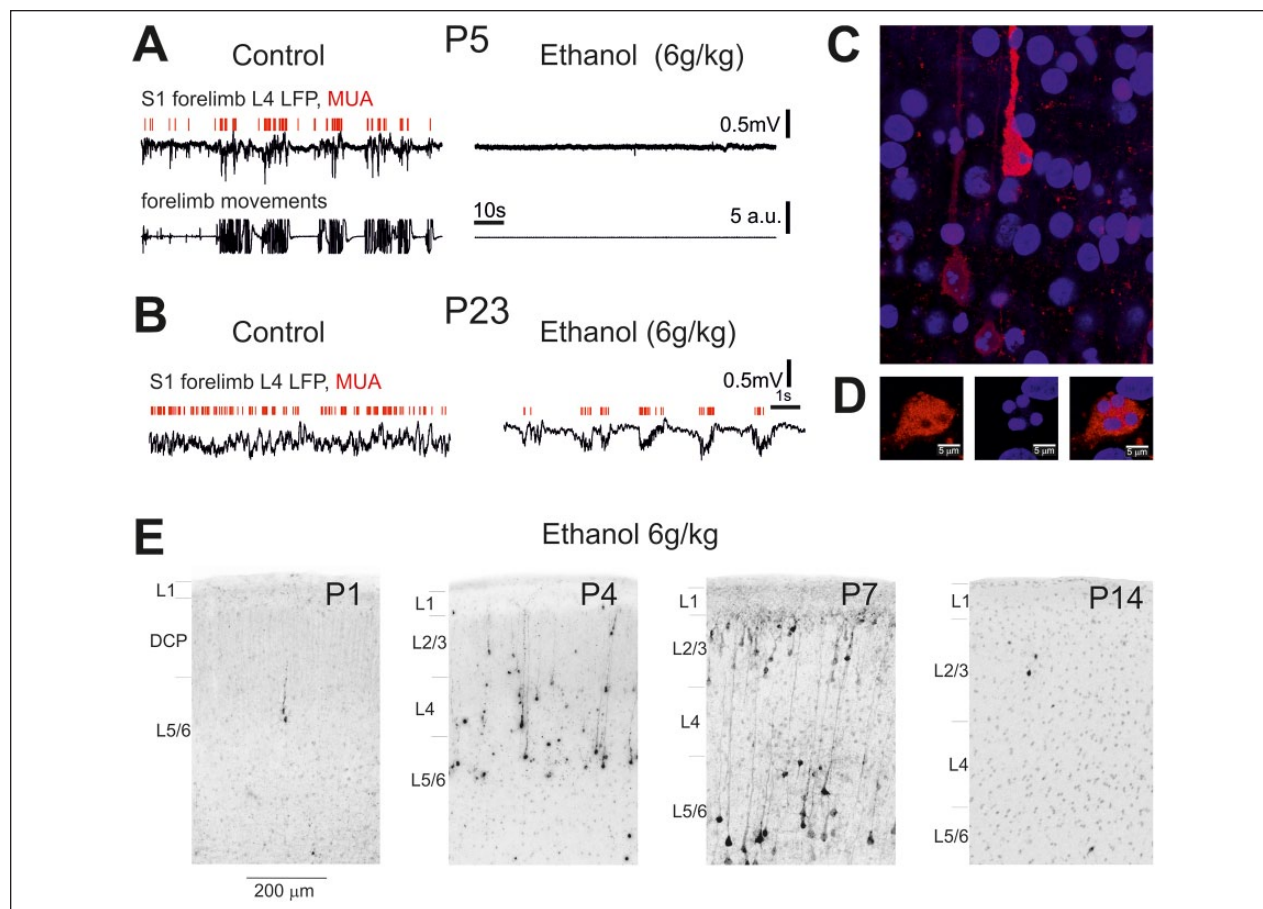 A
Control
P5
Ethanol (6g/kg)
C
S1 forelimb L4 LFP, MUA
0.5mV
forelimb movements
10s
5 a.u.
B
Control
P23
Ethanol (6g/kg)
S1 forelimb L4 LFP, MUA
0.5mV
1s
D
5 µm
5 µm
5 µm
E
Ethanol 6g/kg
P1
L1
DCP
L5/6
200 µm
P4
L1
L2/3
L4
L5/6
P7
L1
L2/3
L4
L5/6
P14
L1
L2/3
L4
L5/6